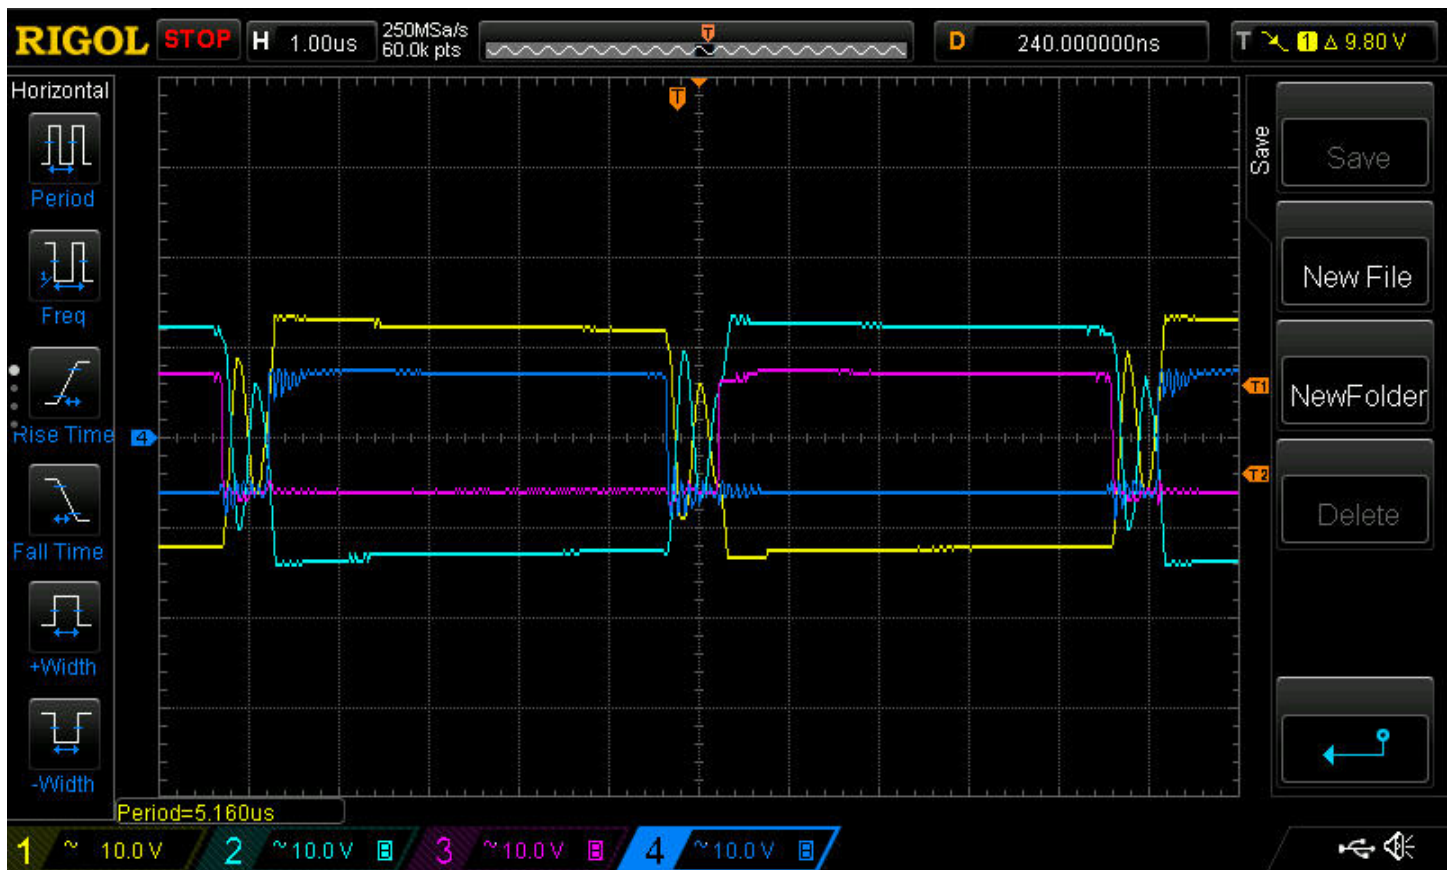 RIGOL STOP H 1.00us 250MSa/s
60.0k pts
T
D 240.000000ns
T 1 Δ 9.80 V
Horizontal
Period
Freq
Rise Time
Fall Time
+Width
-Width
T
4
T1
T2
Save
Save
New File
NewFolder
Delete
Period=5.160us
1 ~ 10.0 V 2 ~10.0 V B 3 ~10.0 V B 4 ~10.0 V B